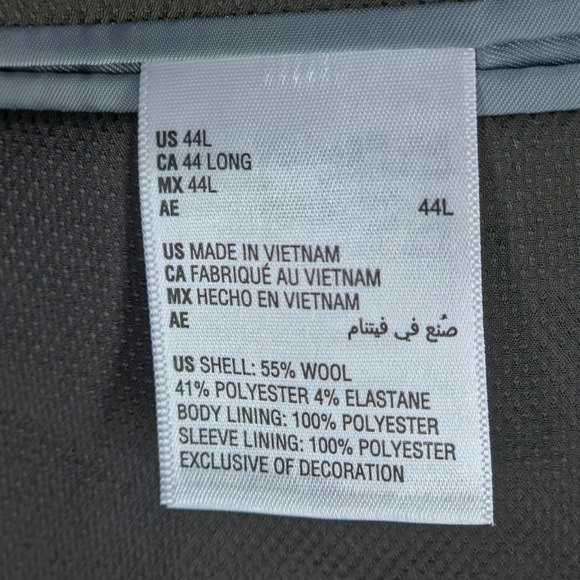 US 44L
CA 44 LONG
MX 44L
AE 44L
US MADE IN VIETNAM
CA FABRIQUÉ AU VIETNAM
MX HECHO EN VIETNAM
AE صُنع في فيتنام
US SHELL: 55% WOOL
41% POLYESTER 4% ELASTANE
BODY LINING: 100% POLYESTER
SLEEVE LINING: 100% POLYESTER
EXCLUSIVE OF DECORATION